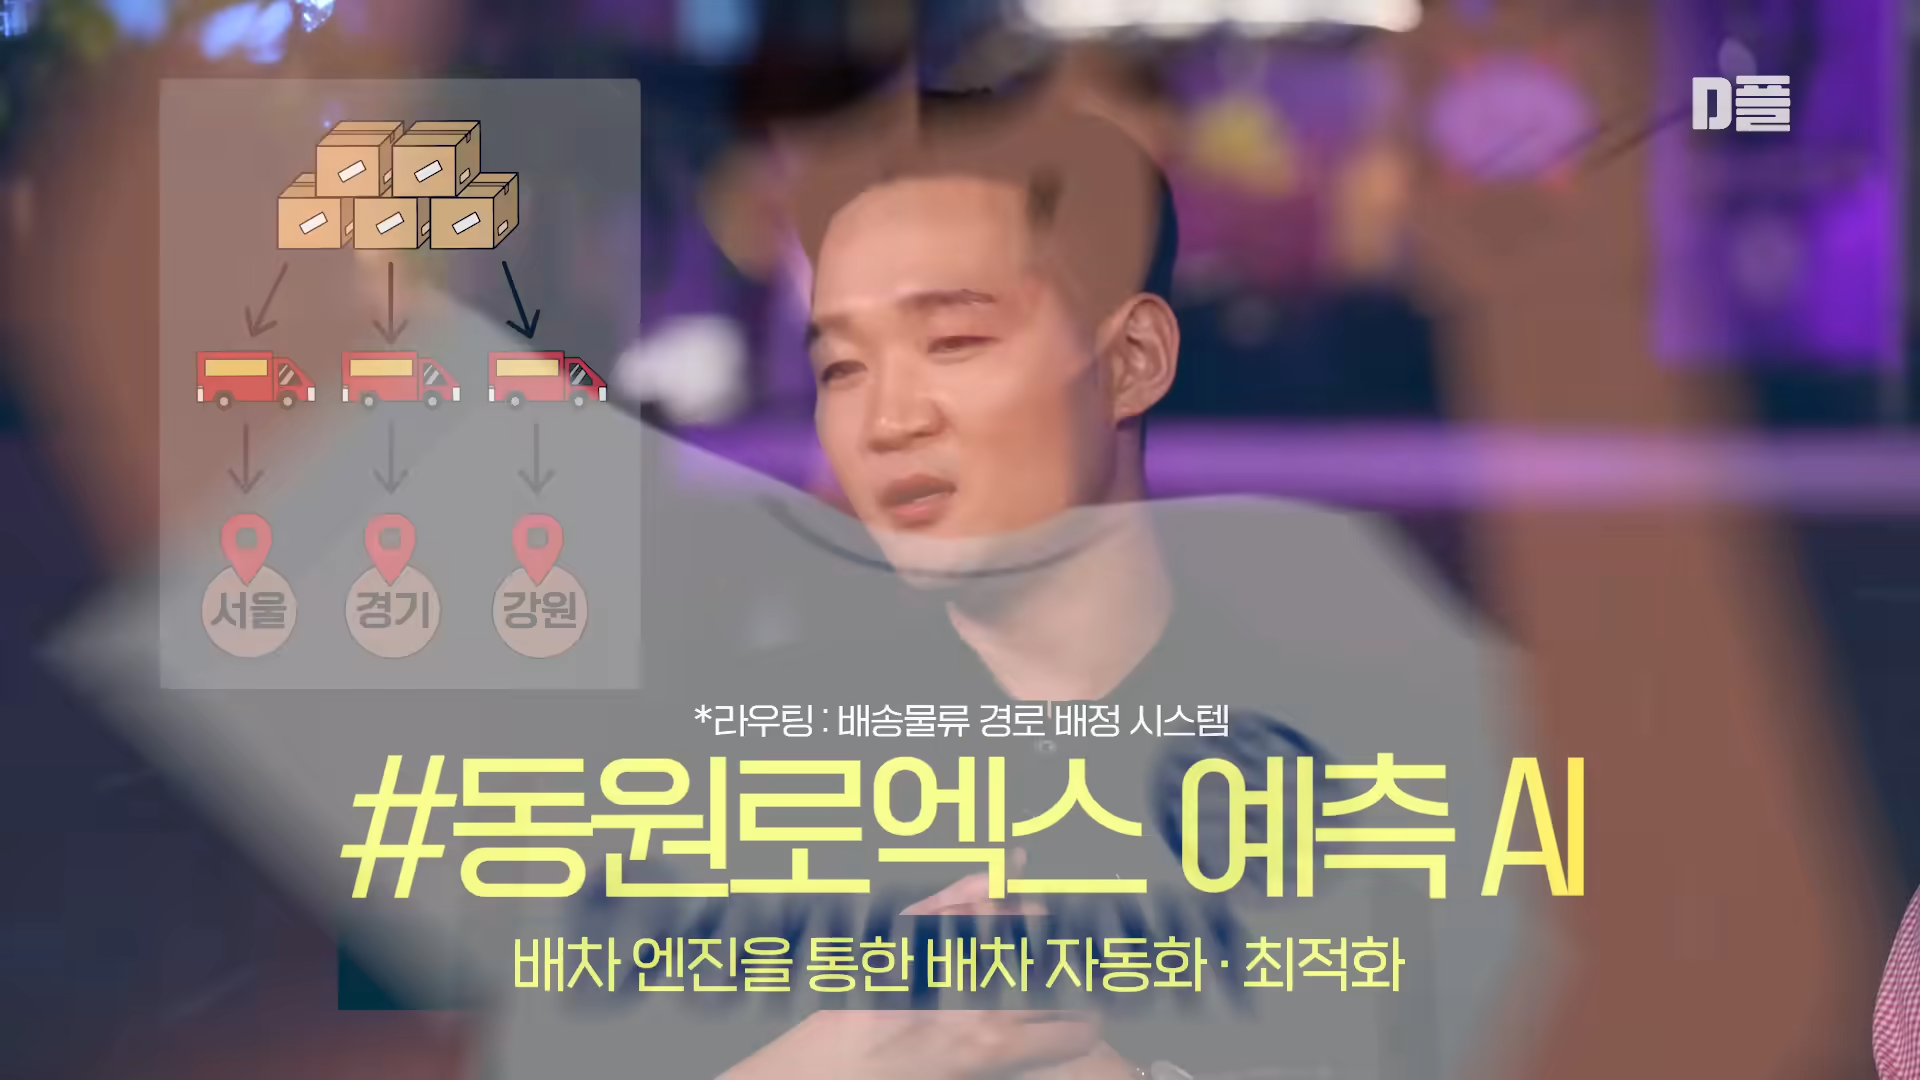 D플
서울
경기
강원
*라우팅 : 배송물류 경로 배정 시스템
#동원로엑스 예측 AI
배차 엔진을 통한 배차 자동화 · 최적화